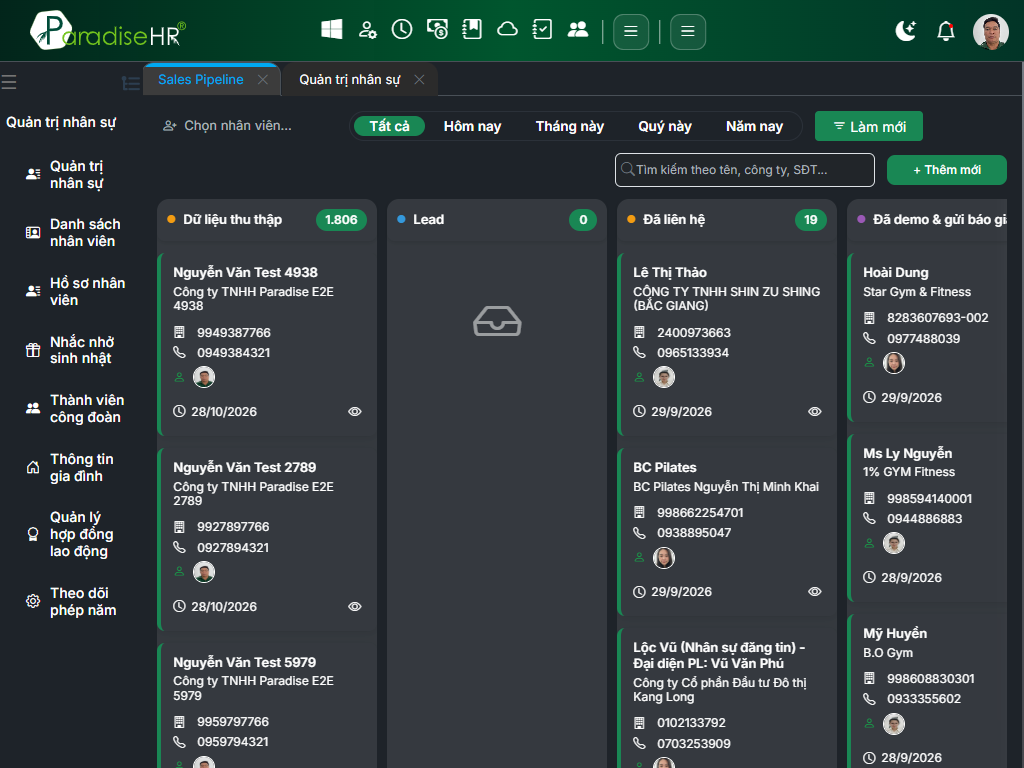 ParadiseHR®
Sales Pipeline
Quản trị nhân sự
Quản trị nhân sự
Chọn nhân viên...
Tất cả
Hôm nay
Tháng này
Quý này
Năm nay
Làm mới
Tìm kiếm theo tên, công ty, SĐT...
+ Thêm mới
Quản trị
nhân sự
Danh sách
nhân viên
Hồ sơ nhân
viên
Nhắc nhở
sinh nhật
Thành viên
công đoàn
Thông tin
gia đình
Quản lý
hợp đồng
lao động
Theo dõi
phép năm
Dữ liệu thu thập
1.806
Nguyễn Văn Test 4938
Công ty TNHH Paradise E2E
4938
9949387766
0949384321
28/10/2026
Nguyễn Văn Test 2789
Công ty TNHH Paradise E2E
2789
9927897766
0927894321
28/10/2026
Nguyễn Văn Test 5979
Công ty TNHH Paradise E2E
5979
9959797766
0959794321
Lead
0
Đã liên hệ
19
Lê Thị Thảo
CÔNG TY TNHH SHIN ZU SHING
(BẮC GIANG)
2400973663
0965133934
29/9/2026
BC Pilates
BC Pilates Nguyễn Thị Minh Khai
998662254701
0938895047
29/9/2026
Lộc Vũ (Nhân sự đăng tin) -
Đại diện PL: Vũ Văn Phú
Công ty Cổ phần Đầu tư Đô thị
Kang Long
0102133792
0703253909
Đã demo & gửi báo gi
Hoài Dung
Star Gym & Fitness
8283607693-002
0977488039
29/9/2026
Ms Ly Nguyễn
1% GYM Fitness
998594140001
0944886883
28/9/2026
Mỹ Huyền
B.O Gym
998608830301
0933355602
28/9/2026